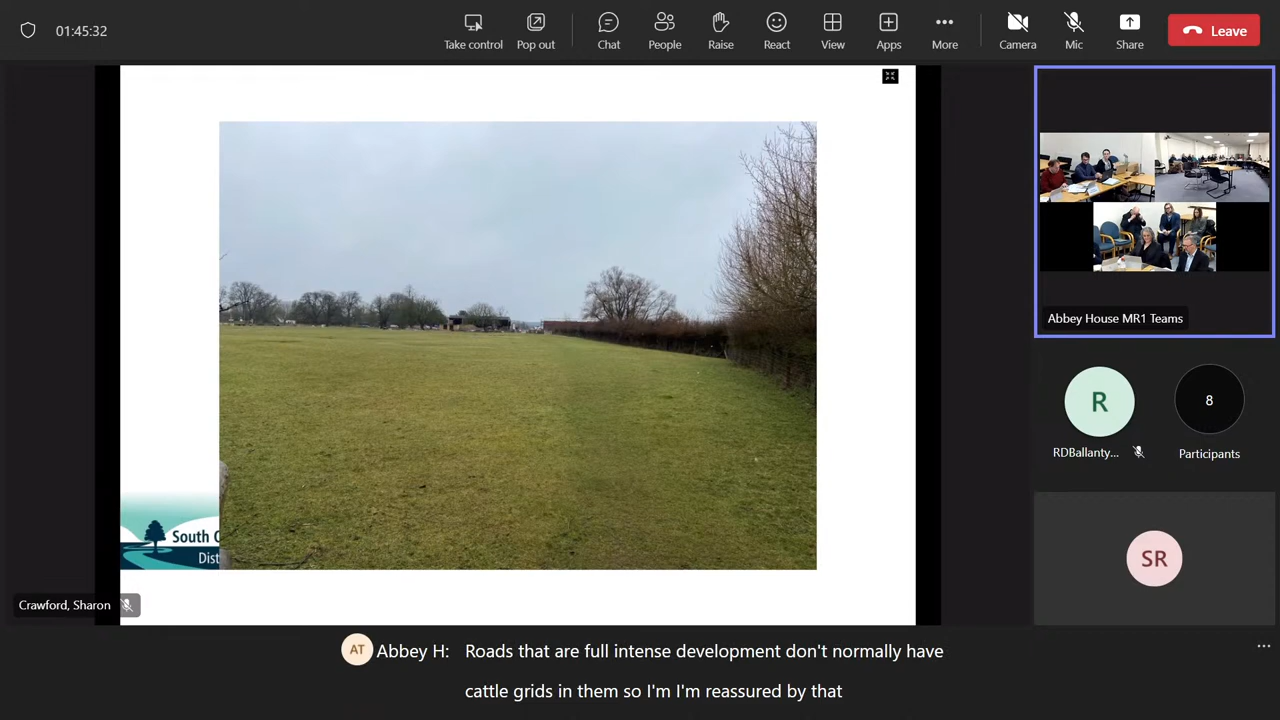 01:45:32
Take control
Pop out
Chat
People
Raise
React
View
Apps
More
Camera
Mic
Share
Leave
Abbey House MR1 Teams
R
RDBallanty...
8
Participants
SR
South
Dist
Crawford, Sharon
AT
Abbey H: Roads that are full intense development don't normally have
cattle grids in them so I'm I'm reassured by that